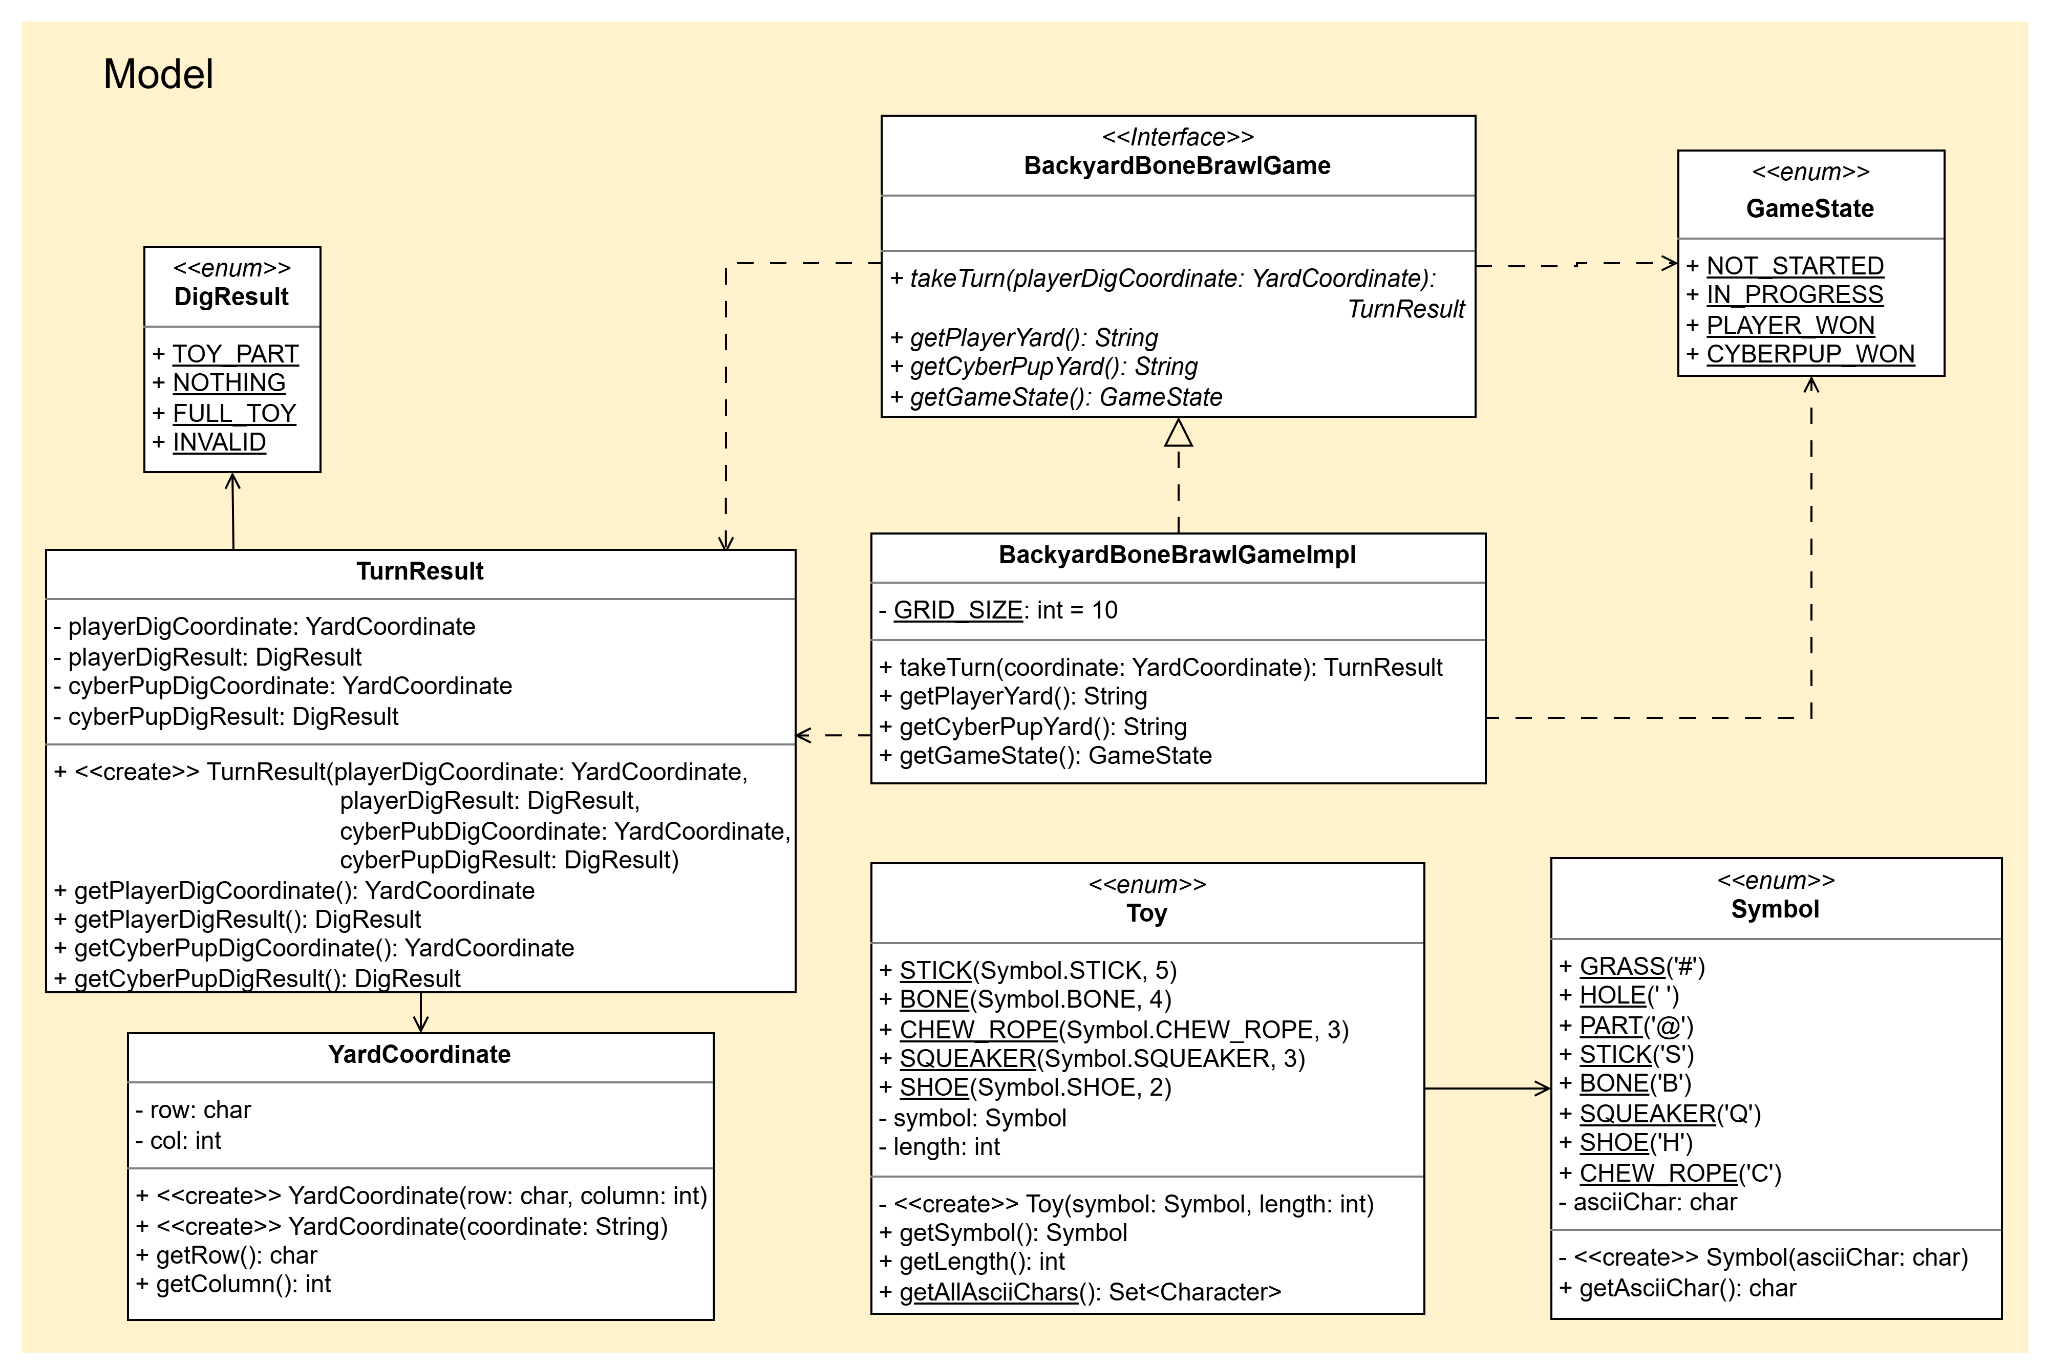 Model
<<Interface>>
BackyardBoneBrawlGame
+ takeTurn(playerDigCoordinate: YardCoordinate):
TurnResult
+ getPlayerYard(): String
+ getCyberPupYard(): String
+ getGameState(): GameState
<<enum>>
GameState
+ NOT_STARTED
+ IN_PROGRESS
+ PLAYER_WON
+ CYBERPUP_WON
<<enum>>
DigResult
+ TOY_PART
+ NOTHING
+ FULL_TOY
+ INVALID
TurnResult
- playerDigCoordinate: YardCoordinate
- playerDigResult: DigResult
- cyberPupDigCoordinate: YardCoordinate
- cyberPupDigResult: DigResult
+ <<create>> TurnResult(playerDigCoordinate: YardCoordinate,
playerDigResult: DigResult,
cyberPubDigCoordinate: YardCoordinate,
cyberPupDigResult: DigResult)
+ getPlayerDigCoordinate(): YardCoordinate
+ getPlayerDigResult(): DigResult
+ getCyberPupDigCoordinate(): YardCoordinate
+ getCyberPupDigResult(): DigResult
BackyardBoneBrawlGameImpl
- GRID_SIZE: int = 10
+ takeTurn(coordinate: YardCoordinate): TurnResult
+ getPlayerYard(): String
+ getCyberPupYard(): String
+ getGameState(): GameState
YardCoordinate
- row: char
- col: int
+ <<create>> YardCoordinate(row: char, column: int)
+ <<create>> YardCoordinate(coordinate: String)
+ getRow(): char
+ getColumn(): int
<<enum>>
Toy
+ STICK(Symbol.STICK, 5)
+ BONE(Symbol.BONE, 4)
+ CHEW_ROPE(Symbol.CHEW_ROPE, 3)
+ SQUEAKER(Symbol.SQUEAKER, 3)
+ SHOE(Symbol.SHOE, 2)
- symbol: Symbol
- length: int
- <<create>> Toy(symbol: Symbol, length: int)
+ getSymbol(): Symbol
+ getLength(): int
+ getAllAsciiChars(): Set<Character>
<<enum>>
Symbol
+ GRASS('#')
+ HOLE(' ')
+ PART('@')
+ STICK('S')
+ BONE('B')
+ SQUEAKER('Q')
+ SHOE('H')
+ CHEW_ROPE('C')
- asciiChar: char
- <<create>> Symbol(asciiChar: char)
+ getAsciiChar(): char